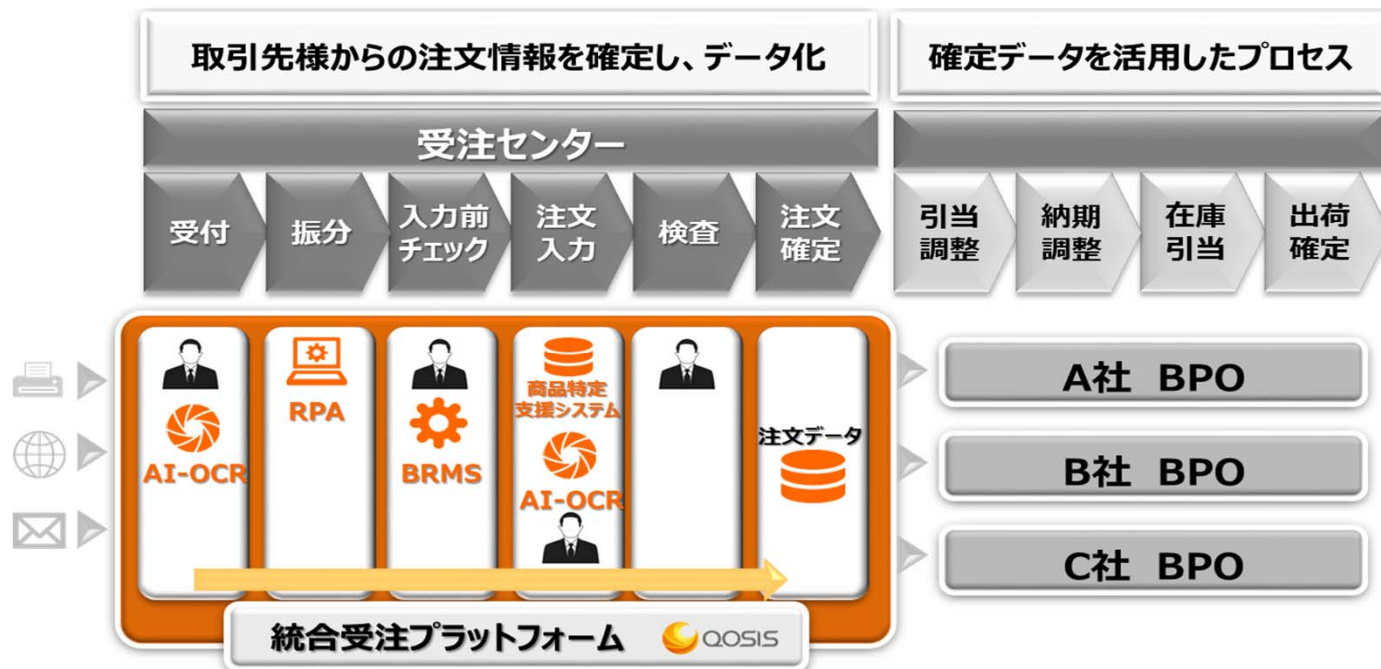 取引先様からの注文情報を確定し、データ化
確定データを活用したプロセス
受注センター
受付
振分
入力前
チェック
注文
入力
検査
注文
確定
引当
調整
納期
調整
在庫
引当
出荷
確定
AI-OCR
RPA
BRMS
商品特定
支援システム
AI-OCR
注文データ
A社 BPO
B社 BPO
C社 BPO
統合受注プラットフォーム QOSIS